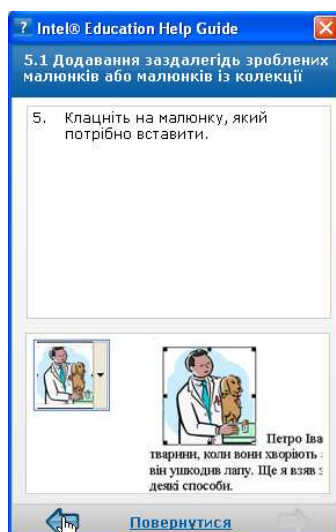 Intel® Education Help Guide
5.1 Додавання заздалегідь зроблених
малюнків або малюнків із колекції
5. Клацніть на малюнку, який
потрібно вставити.
Петро Іва
тварини, коли вони хворіють
він ушкодив лапу. Ще я взяв з
деякі способи.
Повернутися